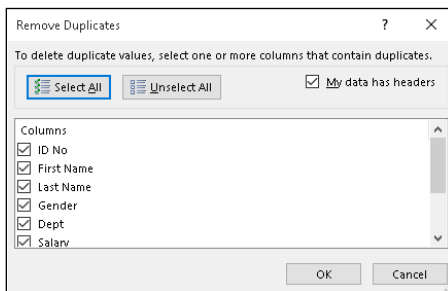 Remove Duplicates ? ×
To delete duplicate values, select one or more columns that contain duplicates.
Select All Unselect All My data has headers
Columns
ID No
First Name
Last Name
Gender
Dept
Salary
OK Cancel